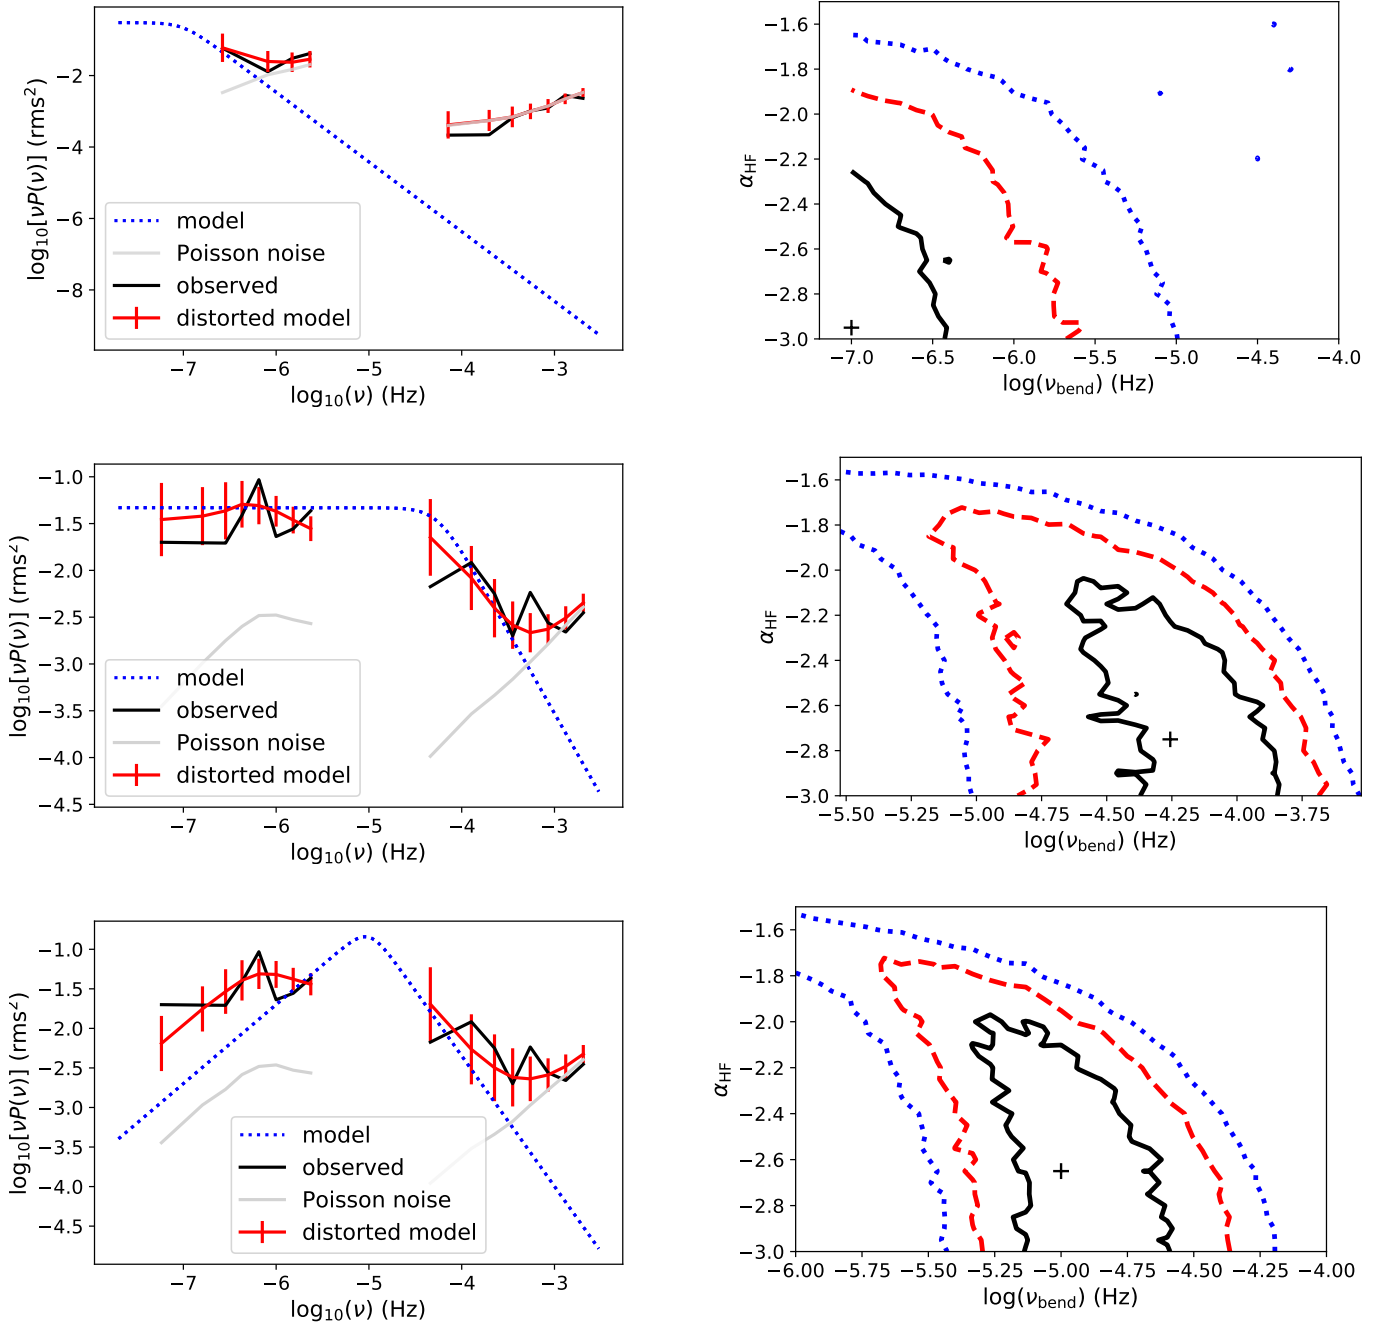 log₁₀[νP(ν)] (rms²)
−2
−4
−6
−8
model
Poisson noise
observed
distorted model
−7 −6 −5 −4 −3
log₁₀(ν) (Hz)
α_HF
−1.6
−1.8
−2.0
−2.2
−2.4
−2.6
−2.8
−3.0
−7.0 −6.5 −6.0 −5.5 −5.0 −4.5 −4.0
log(ν_bend) (Hz)
log₁₀[νP(ν)] (rms²)
−1.0
−1.5
−2.0
−2.5
−3.0
−3.5
−4.0
−4.5
model
observed
Poisson noise
distorted model
−7 −6 −5 −4 −3
log₁₀(ν) (Hz)
α_HF
−1.6
−1.8
−2.0
−2.2
−2.4
−2.6
−2.8
−3.0
−5.50 −5.25 −5.00 −4.75 −4.50 −4.25 −4.00 −3.75
log(ν_bend) (Hz)
log₁₀[νP(ν)] (rms²)
−1.0
−1.5
−2.0
−2.5
−3.0
−3.5
−4.0
−4.5
model
observed
Poisson noise
distorted model
−7 −6 −5 −4 −3
log₁₀(ν) (Hz)
α_HF
−1.6
−1.8
−2.0
−2.2
−2.4
−2.6
−2.8
−3.0
−6.00 −5.75 −5.50 −5.25 −5.00 −4.75 −4.50 −4.25 −4.00
log(ν_bend) (Hz)